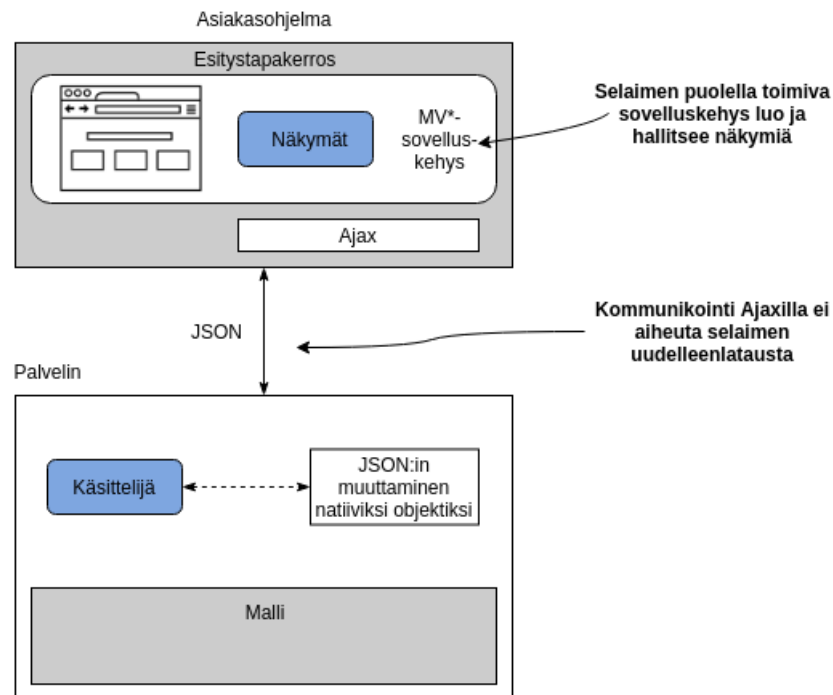 Asiakasohjelma
Esitystapakerros
Näkymät
MV*-
sovellus-
kehys
Selaimen puolella toimiva
sovelluskehys luo ja
hallitsee näkymiä
Ajax
JSON
Kommunikointi Ajaxilla ei
aiheuta selaimen
uudelleenlatausta
Palvelin
Käsittelijä
JSON:in
muuttaminen
natiiviksi objektiksi
Malli